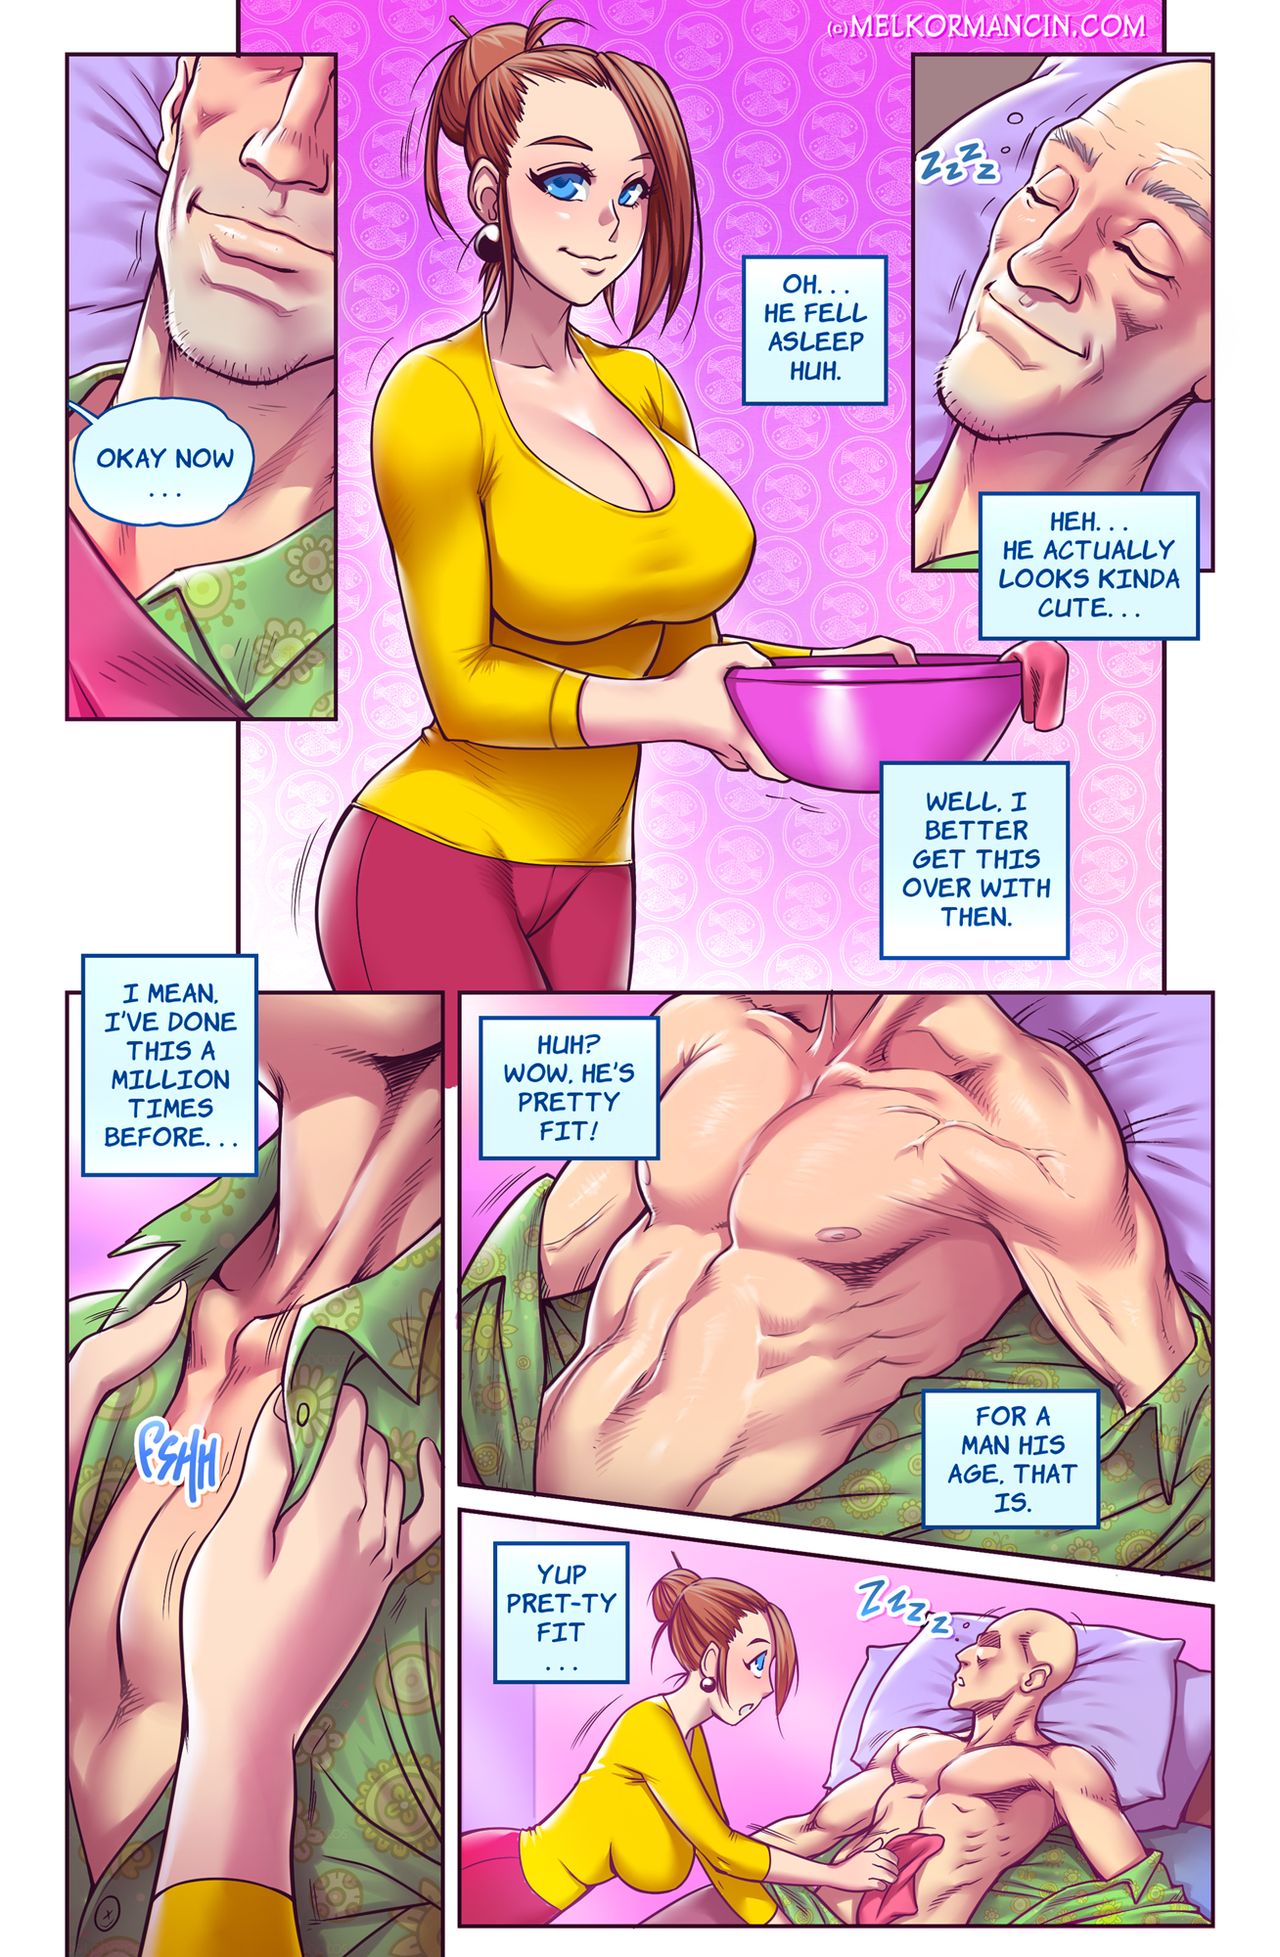 (c)MELKORMANCIN.COM
OKAY NOW
...
OH...
HE FELL
ASLEEP
HUH.
ZZZZ
HEH...
HE ACTUALLY
LOOKS KINDA
CUTE...
WELL, I
BETTER
GET THIS
OVER WITH
THEN.
I MEAN,
I'VE DONE
THIS A
MILLION
TIMES
BEFORE...
FSHH
HUH?
WOW, HE'S
PRETTY
FIT!
FOR A
MAN HIS
AGE, THAT
IS.
YUP
PRET-TY
FIT
...
ZZZZ